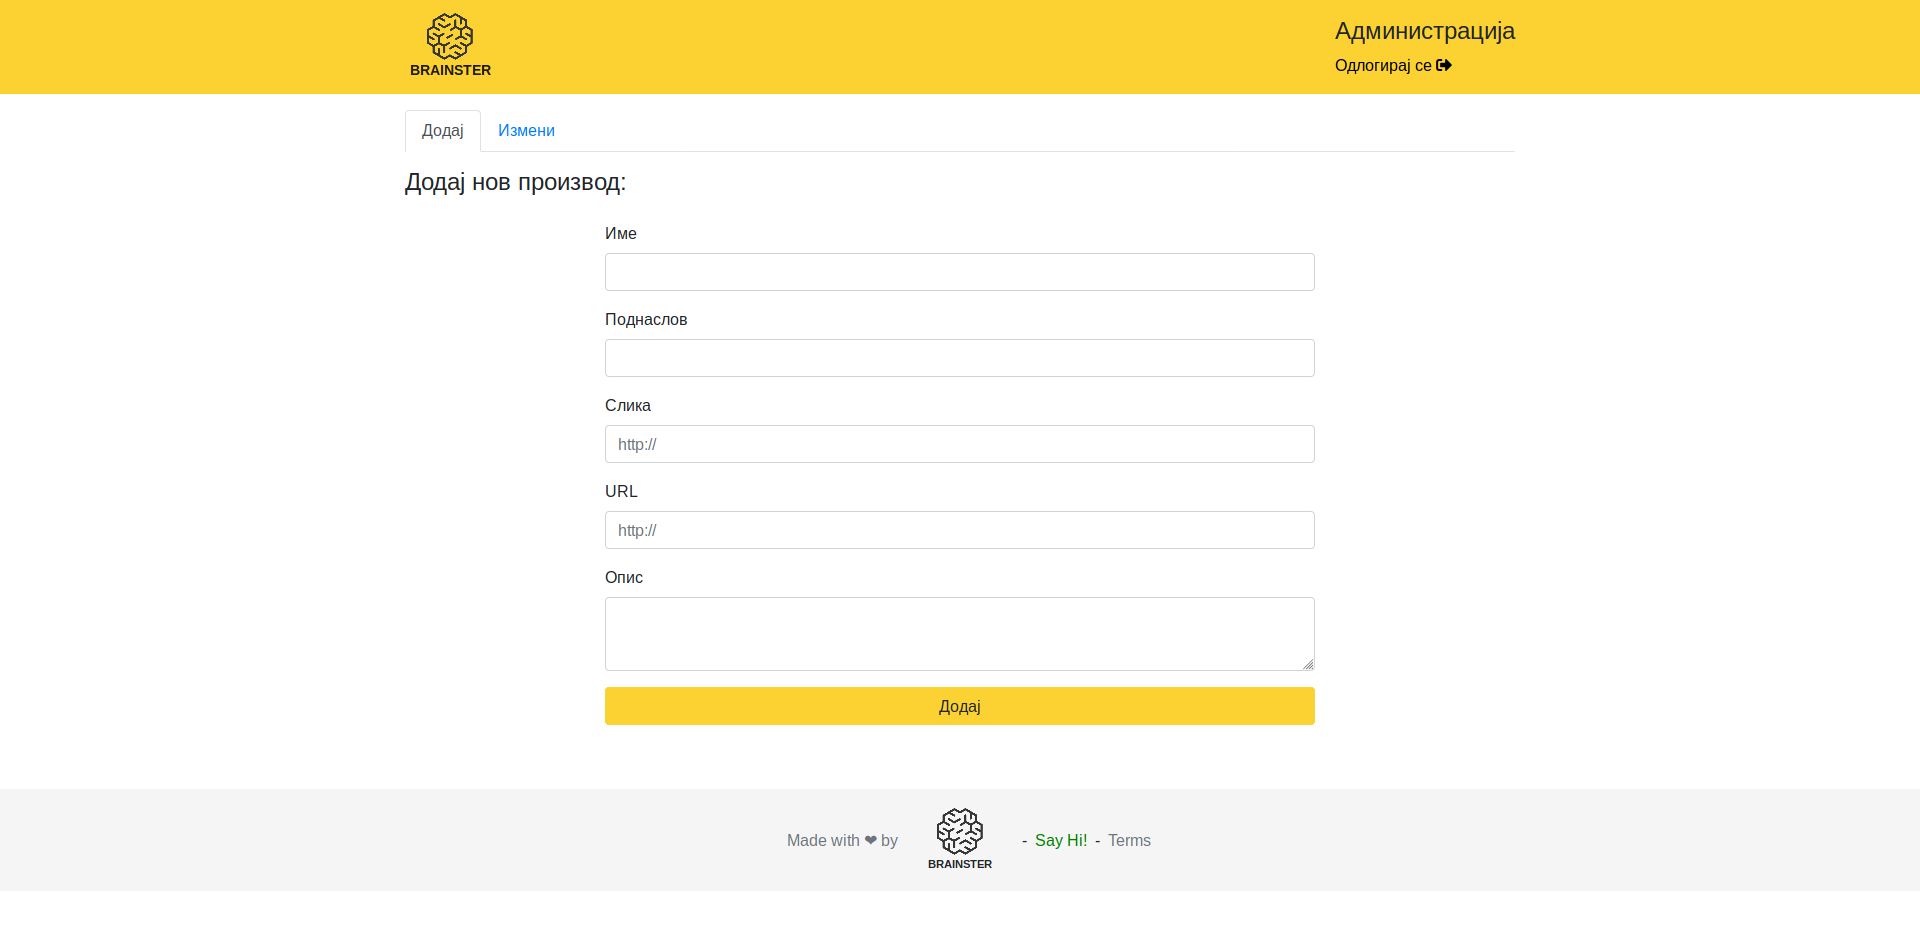 BRAINSTER
Администрација
Одлогирај се
Додај
Измени
Додај нов производ:
Име
Поднаслов
Слика
http://
URL
http://
Опис
Додај
Made with ❤ by BRAINSTER - Say Hi! - Terms